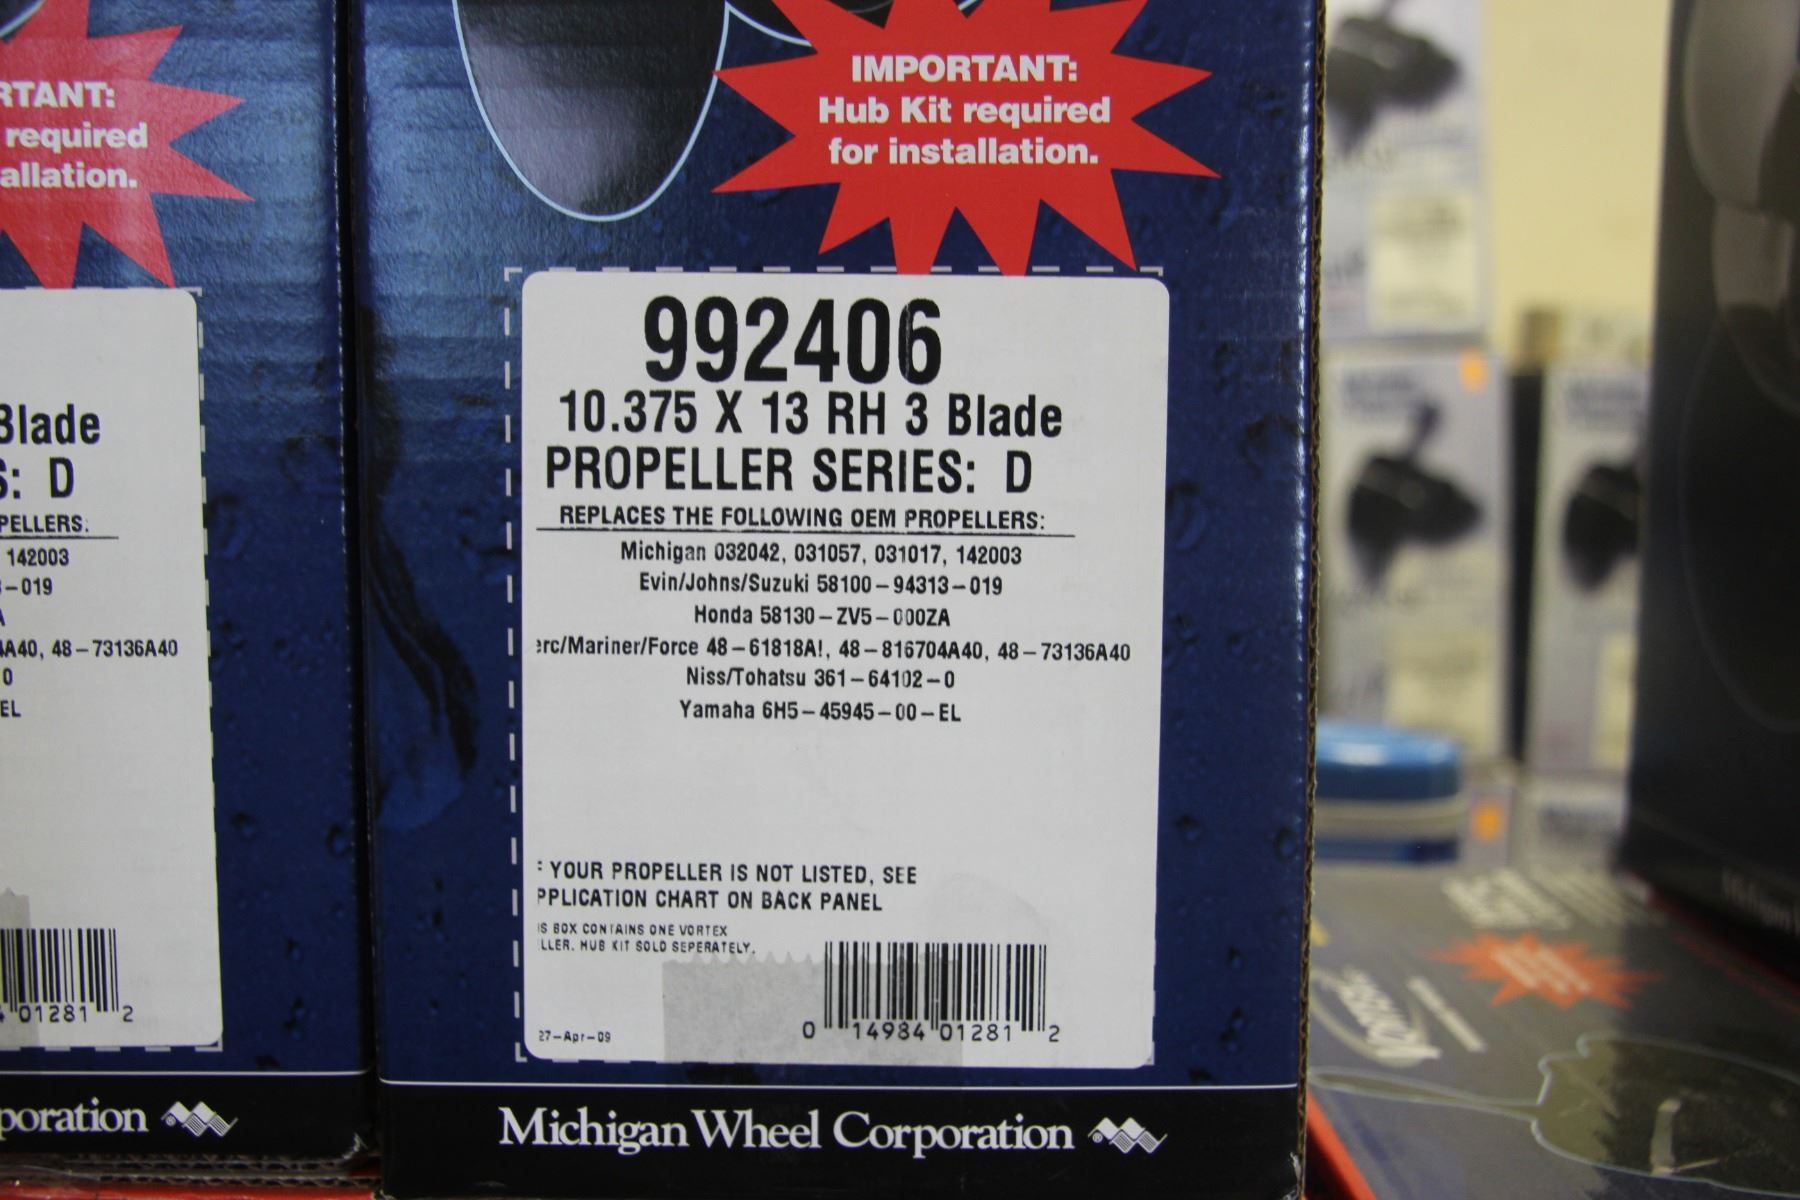 RTANT:
required
allation.
Blade
S: D
PELLERS:
142003
-019
A
A40, 48-73136A40
0
EL
01281 2
poration
IMPORTANT:
Hub Kit required
for installation.
992406
10.375 X 13 RH 3 Blade
PROPELLER SERIES: D
REPLACES THE FOLLOWING OEM PROPELLERS:
Michigan 032042, 031057, 031017, 142003
Evin/Johns/Suzuki 58100-94313-019
Honda 58130-ZV5-000ZA
erc/Mariner/Force 48-61818A!, 48-816704A40, 48-73136A40
Niss/Tohatsu 361-64102-0
Yamaha 6H5-45945-00-EL
YOUR PROPELLER IS NOT LISTED, SEE
PPLICATION CHART ON BACK PANEL
IS BOX CONTAINS ONE VORTEX
LLER. HUB KIT SOLD SEPERATELY.
27-Apr-09
0 14984 01281 2
Michigan Wheel Corporation